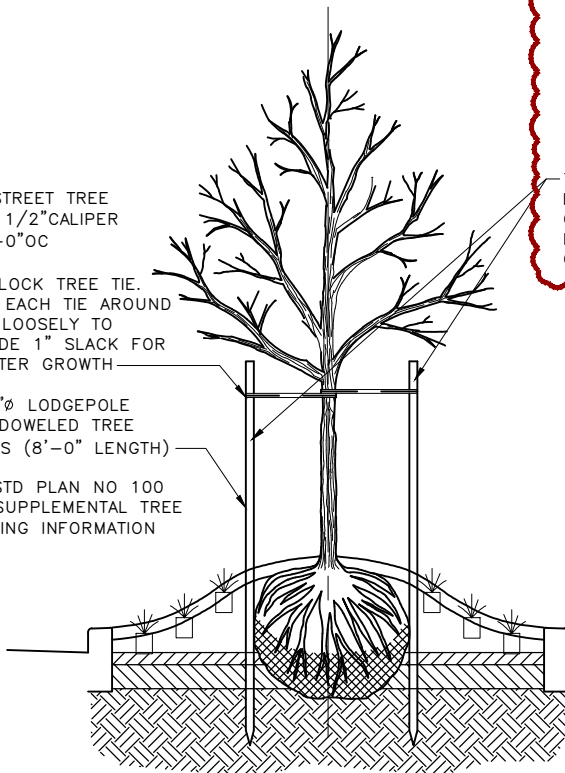 STREET TREE
1/2"CALIPER
-0"OC
LOCK TREE TIE.
EACH TIE AROUND
LOOSELY TO
DE 1" SLACK FOR
TER GROWTH
"Ø LODGEPOLE
DOWELED TREE
S (8'-0" LENGTH)
STD PLAN NO 100
SUPPLEMENTAL TREE
ING INFORMATION